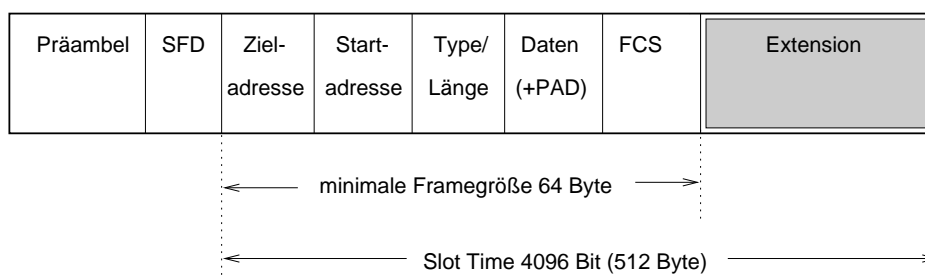 Präambel SFD Ziel- Start- Type/ Daten FCS Extension
adresse adresse Länge (+PAD)
minimale Framegröße 64 Byte
Slot Time 4096 Bit (512 Byte)